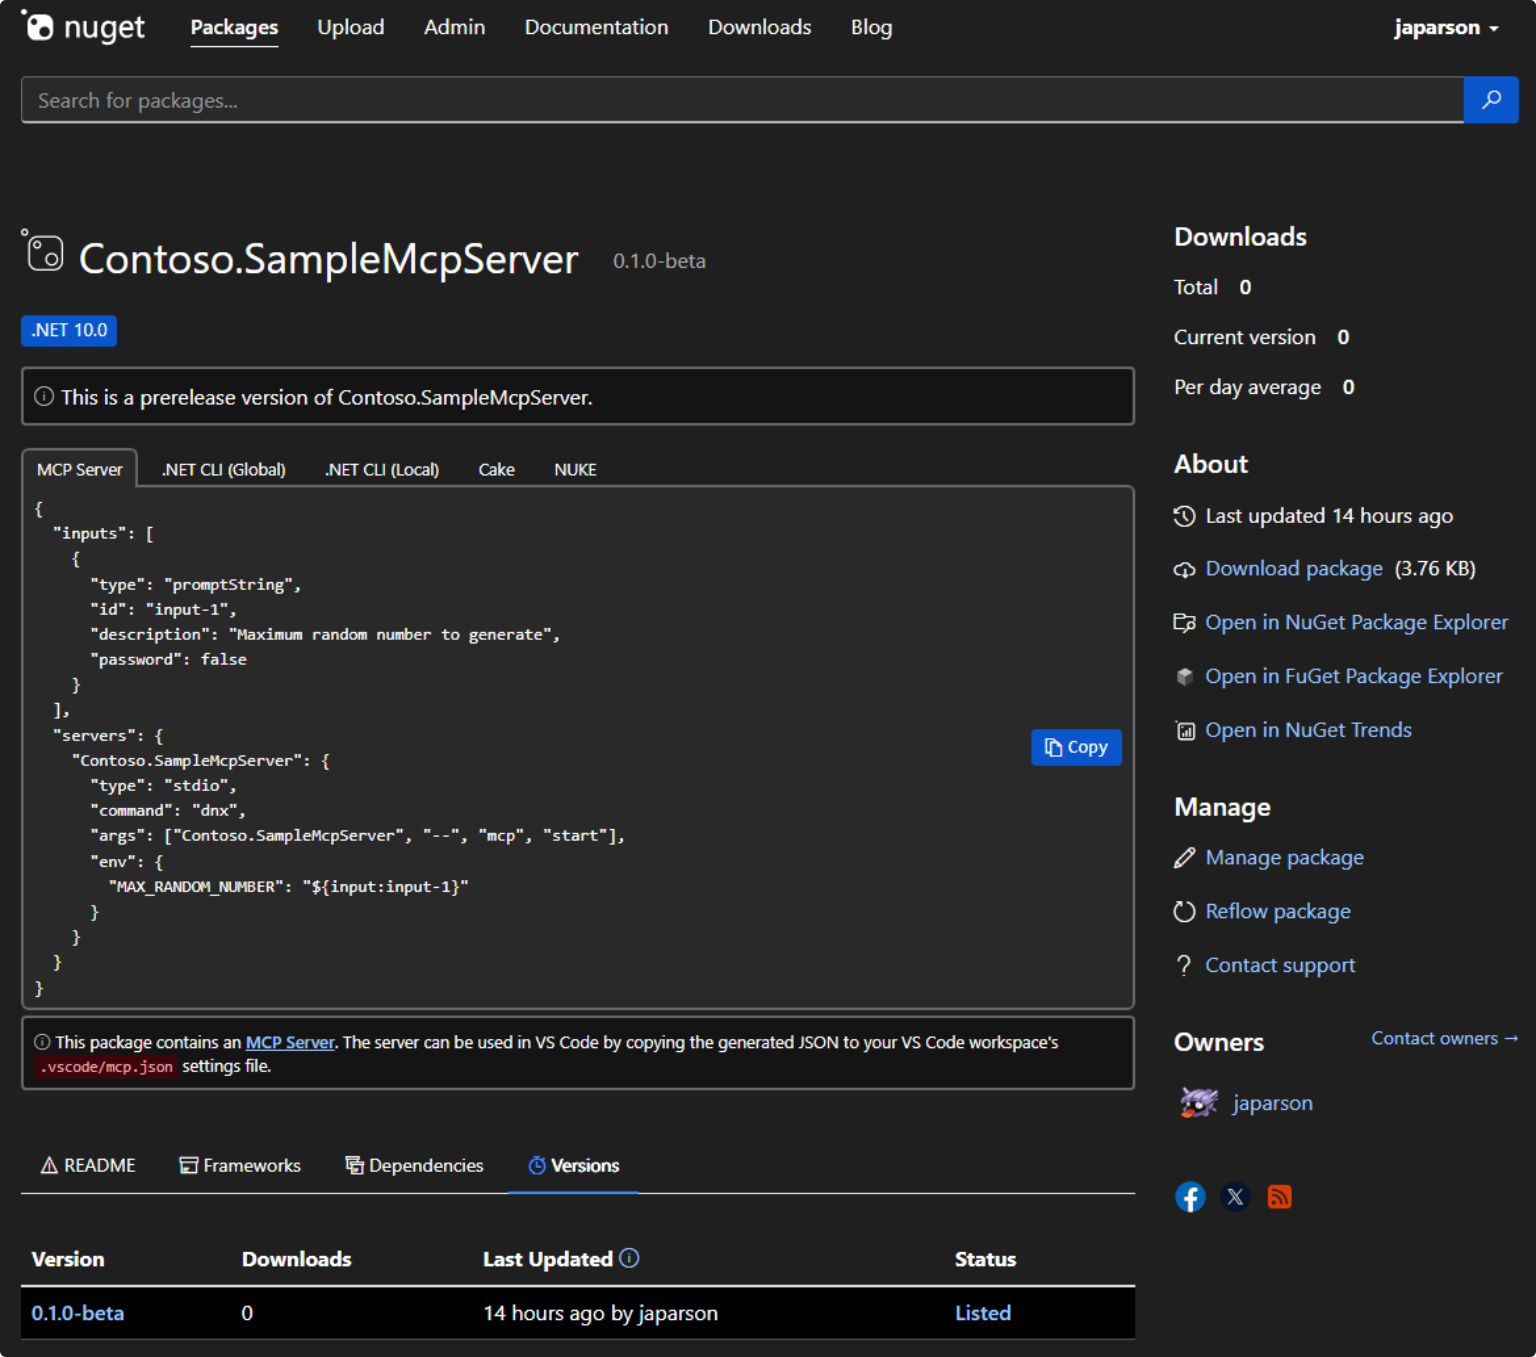 nuget
Packages
Upload
Admin
Documentation
Downloads
Blog
japarson
Search for packages...
Contoso.SampleMcpServer 0.1.0-beta
.NET 10.0
This is a prerelease version of Contoso.SampleMcpServer.
MCP Server
.NET CLI (Global)
.NET CLI (Local)
Cake
NUKE
{
  "inputs": [
    {
      "type": "promptString",
      "id": "input-1",
      "description": "Maximum random number to generate",
      "password": false
    }
  ],
  "servers": {
    "Contoso.SampleMcpServer": {
      "type": "stdio",
      "command": "dnx",
      "args": ["Contoso.SampleMcpServer", "--", "mcp", "start"],
      "env": {
        "MAX_RANDOM_NUMBER": "${input:input-1}"
      }
    }
  }
}
Copy
This package contains an MCP Server. The server can be used in VS Code by copying the generated JSON to your VS Code workspace's
.vscode/mcp.json settings file.
README
Frameworks
Dependencies
Versions
Version Downloads Last Updated Status
0.1.0-beta 0 14 hours ago by japarson Listed
Downloads
Total 0
Current version 0
Per day average 0
About
Last updated 14 hours ago
Download package (3.76 KB)
Open in NuGet Package Explorer
Open in FuGet Package Explorer
Open in NuGet Trends
Manage
Manage package
Reflow package
? Contact support
Owners
Contact owners →
japarson